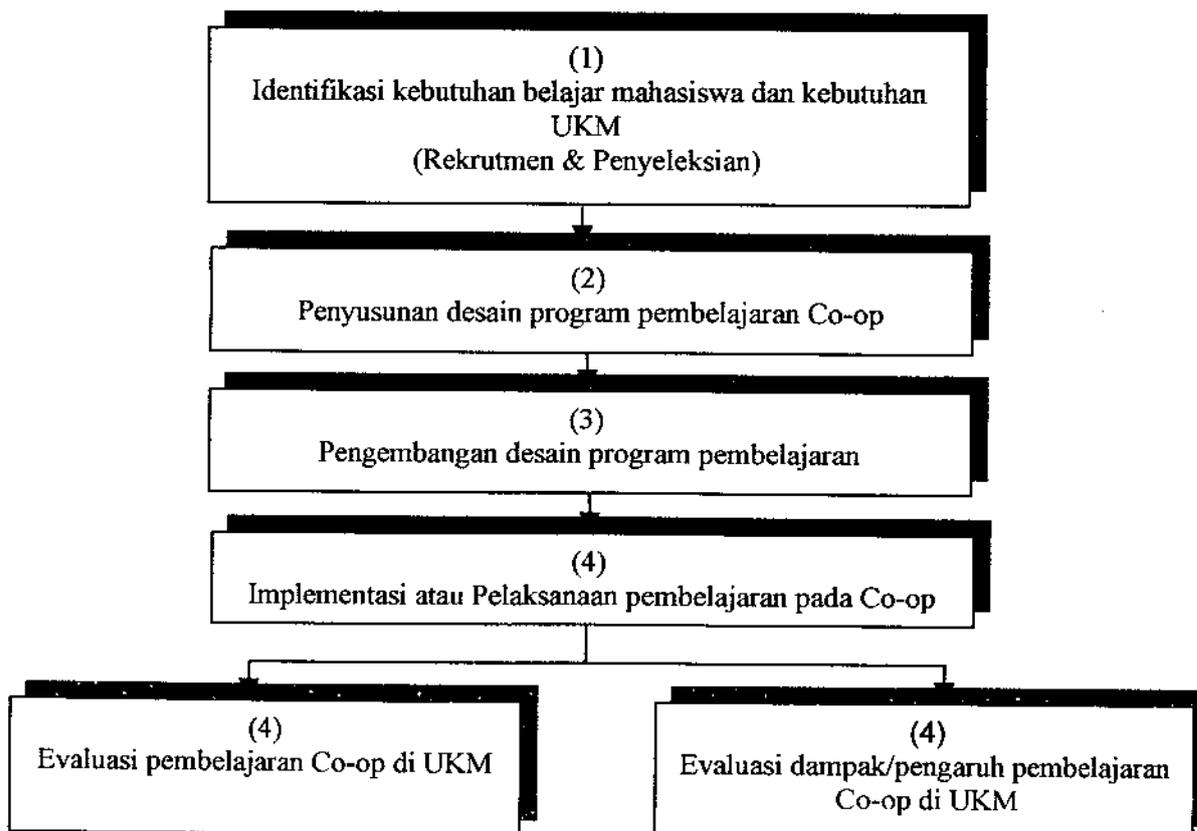 (1)
Identifikasi kebutuhan belajar mahasiswa dan kebutuhan
UKM
(Rekrutmen & Penyeleksian)
(2)
Penyusunan desain program pembelajaran Co-op
(3)
Pengembangan desain program pembelajaran
(4)
Implementasi atau Pelaksanaan pembelajaran pada Co-op
(4)
Evaluasi pembelajaran Co-op di UKM
(4)
Evaluasi dampak/pengaruh pembelajaran
Co-op di UKM